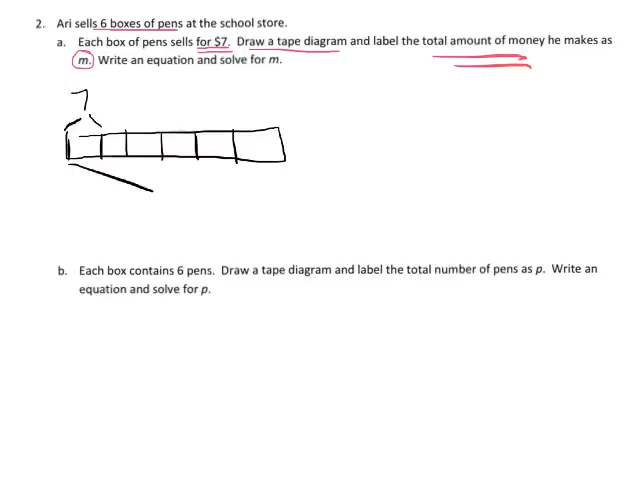 2. Ari sells 6 boxes of pens at the school store.
a. Each box of pens sells for $7. Draw a tape diagram and label the total amount of money he makes as
m. Write an equation and solve for m.
7
b. Each box contains 6 pens. Draw a tape diagram and label the total number of pens as p. Write an
equation and solve for p.